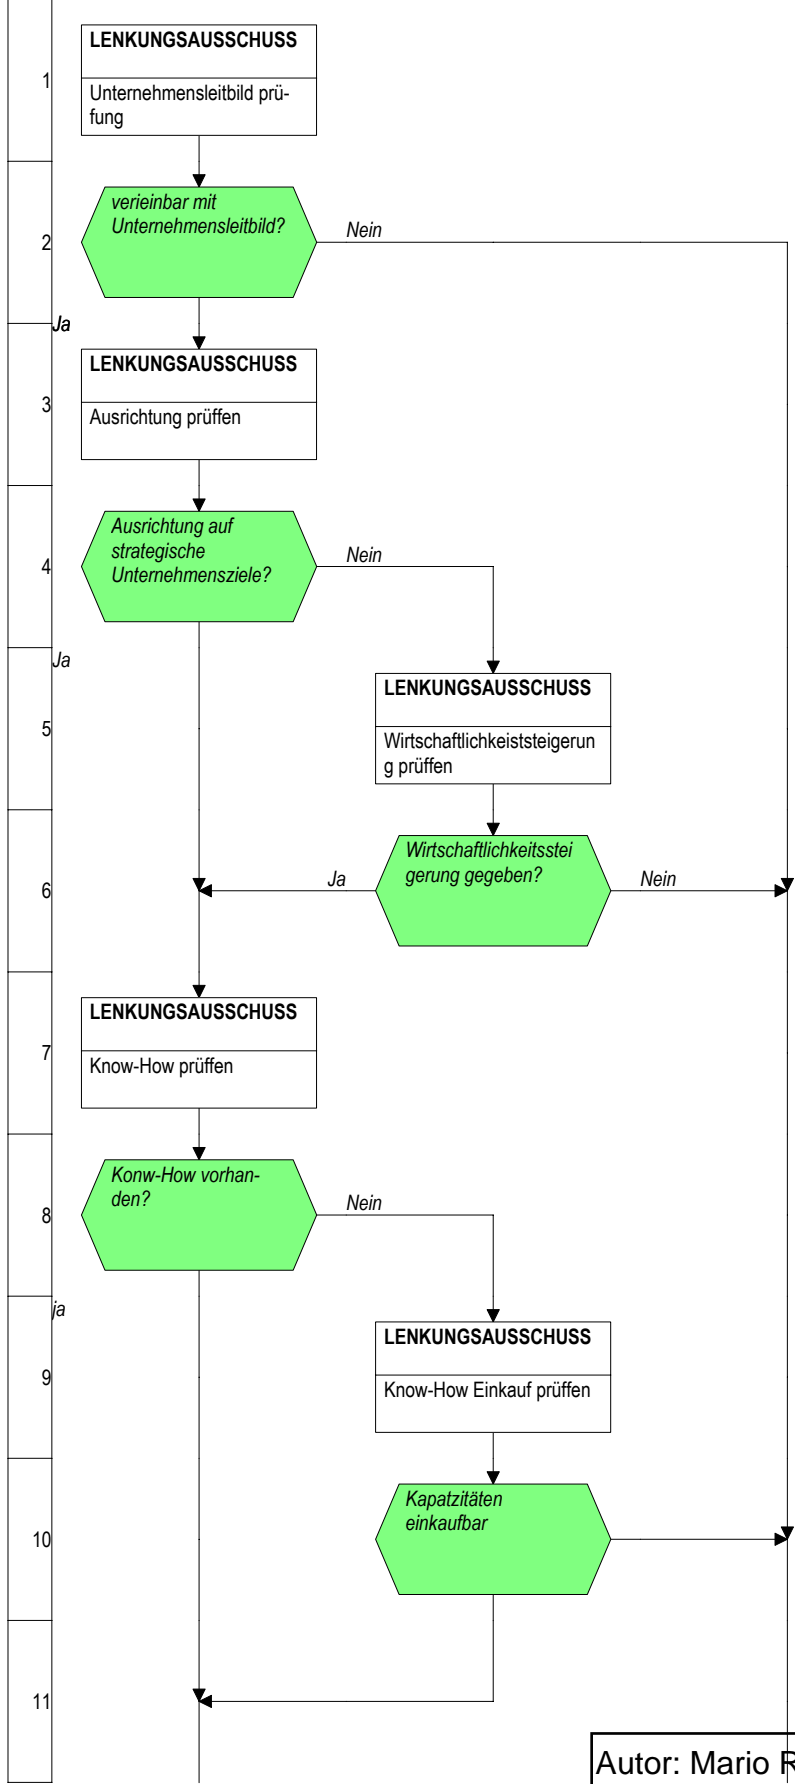 LENKUNGSAUSSCHUSS
1
Unternehmensleitbild prü-
fung
verieinbar mit
Unternehmensleitbild?
Nein
2
Ja
LENKUNGSAUSSCHUSS
3
Ausrichtung prüffen
Ausrichtung auf
strategische
Unternehmensziele?
Nein
4
Ja
LENKUNGSAUSSCHUSS
5
Wirtschaftlichkeiststeigerun
g prüffen
Wirtschaftlichkeitsstei
gerung gegeben?
Ja
Nein
6
LENKUNGSAUSSCHUSS
7
Know-How prüffen
Konw-How vorhan-
den?
Nein
8
ja
LENKUNGSAUSSCHUSS
9
Know-How Einkauf prüffen
Kapatzitäten
einkaufbar
10
11
Autor: Mario R